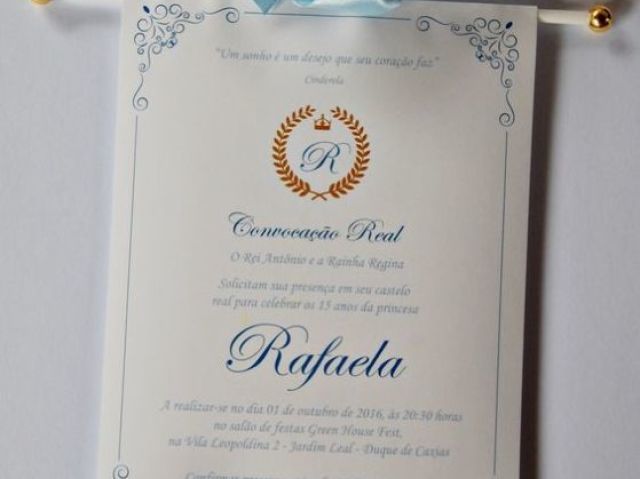 "Um sonho é um desejo que seu coração faz"
Cinderela
R
Convocação Real
O Rei Antônio e a Rainha Regina
Solicitam sua presença em seu castelo
real para celebrar os 15 anos da princesa
Rafaela
A realizar-se no dia 01 de outubro de 2016, às 20:30 horas
no salão de festas Green House Fest,
na Vila Leopoldina 2 - Jardim Leal - Duque de Caxias